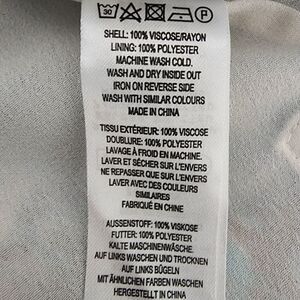 30 P
SHELL: 100% VISCOSE/RAYON
LINING: 100% POLYESTER
MACHINE WASH COLD.
WASH AND DRY INSIDE OUT
IRON ON REVERSE SIDE
WASH WITH SIMILAR COLOURS
MADE IN CHINA
TISSU EXTÉRIEUR: 100% VISCOSE
DOUBLURE: 100% POLYESTER
LAVAGE À FROID EN MACHINE.
LAVER ET SÉCHER SUR L'ENVERS
NE REPASSER QUE SUR L'ENVERS
LAVER AVEC DES COULEURS
SIMILAIRES
FABRIQUÉ EN CHINE
AUSSENSTOFF: 100% VISKOSE
FUTTER: 100% POLYESTER
KALTE MASCHINENWÄSCHE.
AUF LINKS WASCHEN UND TROCKNEN
AUF LINKS BÜGELN
MIT ÄHNLICHEN FARBEN WASCHEN
HERGESTELLT IN CHINA